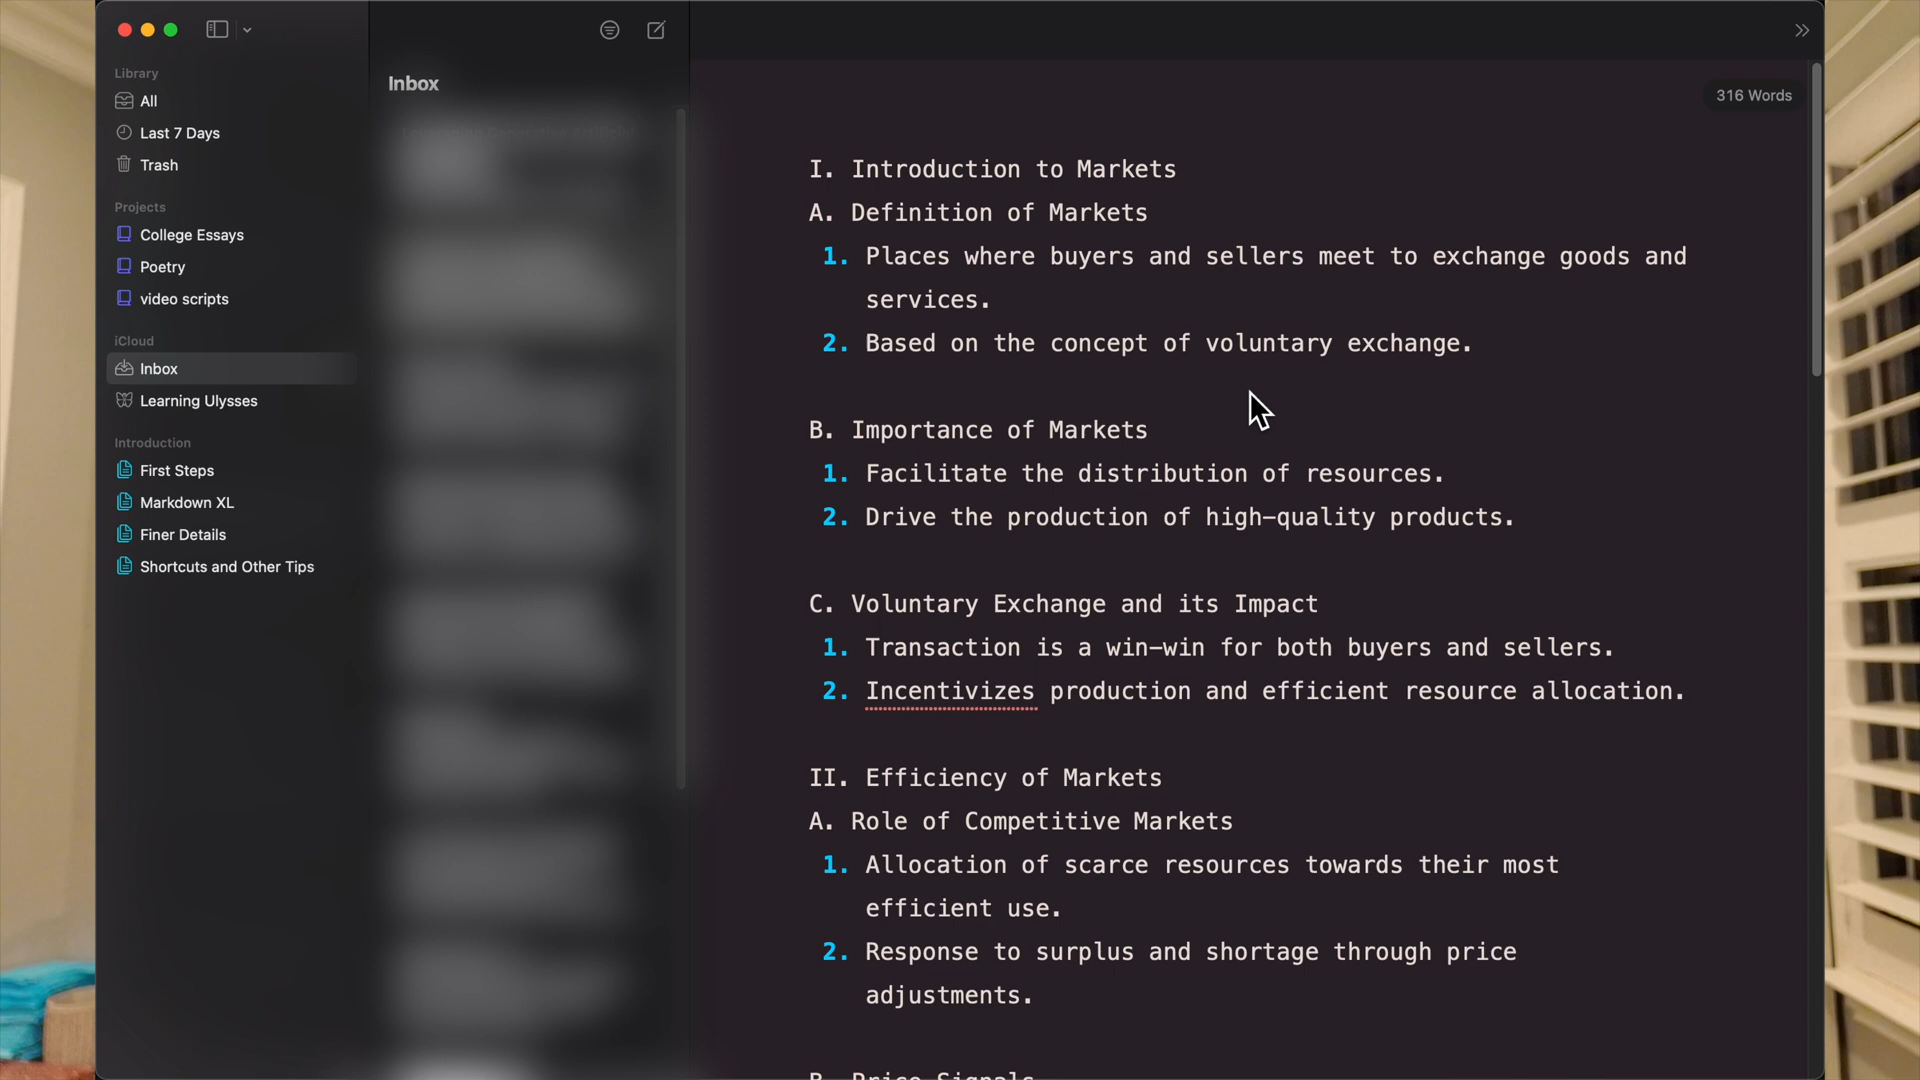 Library
All
Last 7 Days
Trash
Projects
College Essays
Poetry
video scripts
iCloud
Inbox
Learning Ulysses
Introduction
First Steps
Markdown XL
Finer Details
Shortcuts and Other Tips
Inbox
316 Words
I. Introduction to Markets
A. Definition of Markets
1. Places where buyers and sellers meet to exchange goods and
services.
2. Based on the concept of voluntary exchange.
B. Importance of Markets
1. Facilitate the distribution of resources.
2. Drive the production of high-quality products.
C. Voluntary Exchange and its Impact
1. Transaction is a win-win for both buyers and sellers.
2. Incentivizes production and efficient resource allocation.
II. Efficiency of Markets
A. Role of Competitive Markets
1. Allocation of scarce resources towards their most
efficient use.
2. Response to surplus and shortage through price
adjustments.
B. Price Signals